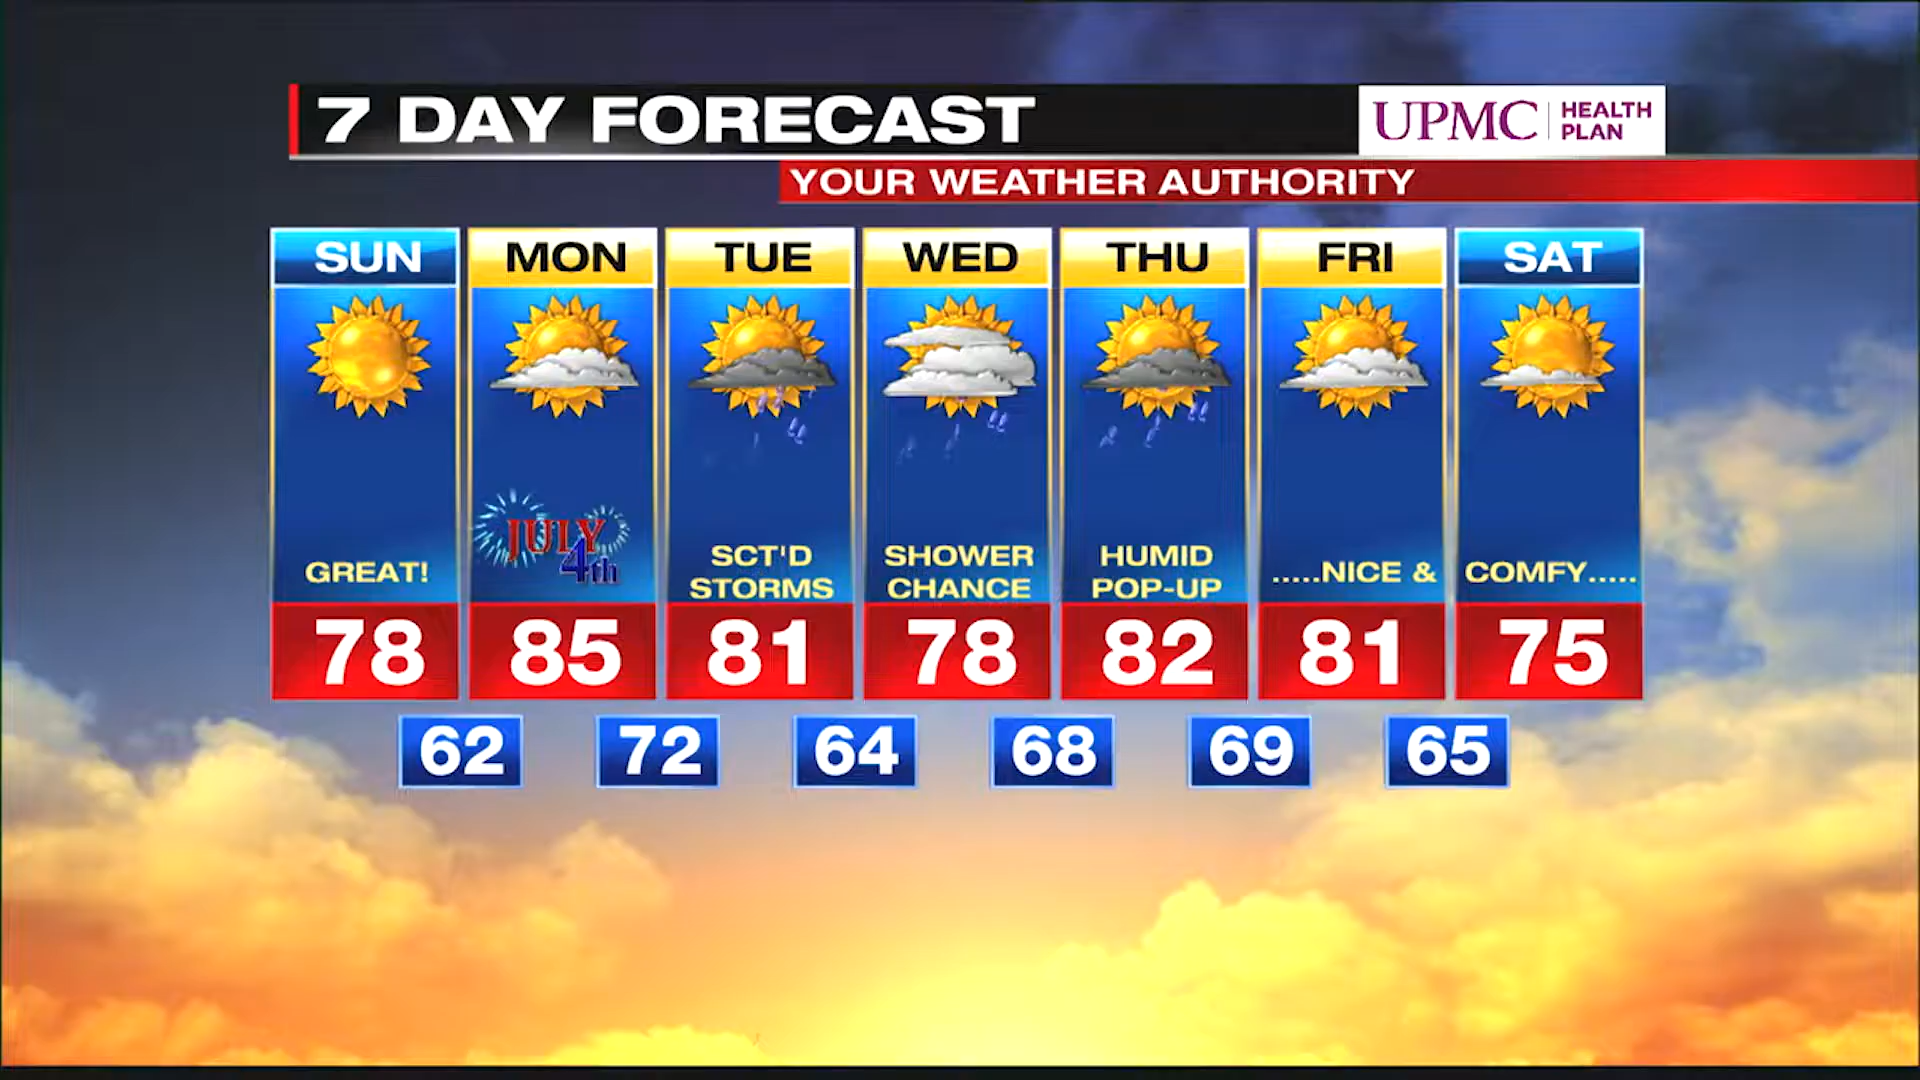 7 DAY FORECAST
UPMC HEALTH PLAN
YOUR WEATHER AUTHORITY
SUN MON TUE WED THU FRI SAT
JULY 4th
GREAT!
SCT'D STORMS
SHOWER CHANCE
HUMID POP-UP
.....NICE &
COMFY.....
78 85 81 78 82 81 75
62 72 64 68 69 65